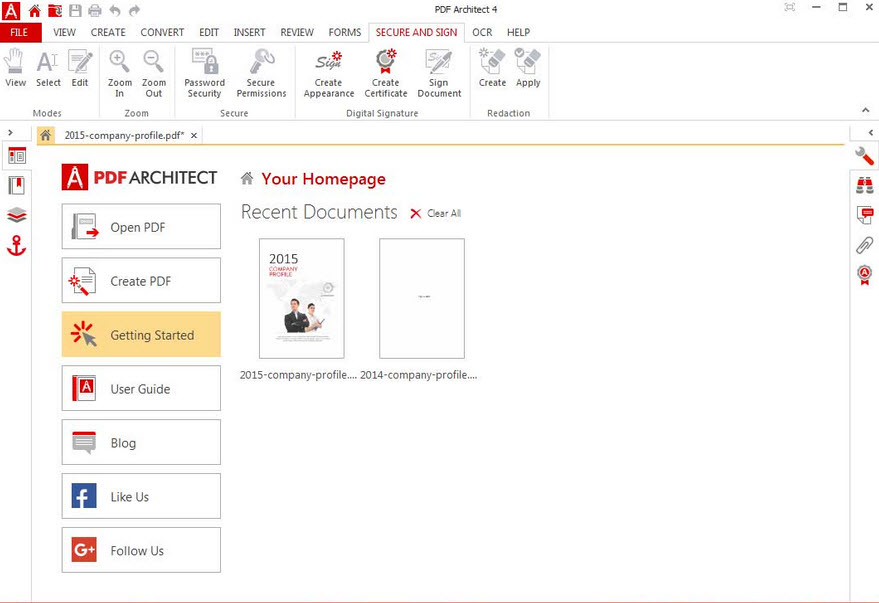 PDF Architect 4
FILE VIEW CREATE CONVERT EDIT INSERT REVIEW FORMS SECURE AND SIGN OCR HELP
View Select Edit Zoom In Zoom Out Password Security Secure Permissions Create Appearance Create Certificate Sign Document Create Apply
Modes Zoom Secure Digital Signature Redaction
2015-company-profile.pdf*
PDF ARCHITECT
Your Homepage
Recent Documents Clear All
Open PDF
Create PDF
Getting Started
User Guide
Blog
Like Us
Follow Us
2015
COMPANY
PROFILE
2015-company-profile.... 2014-company-profile....